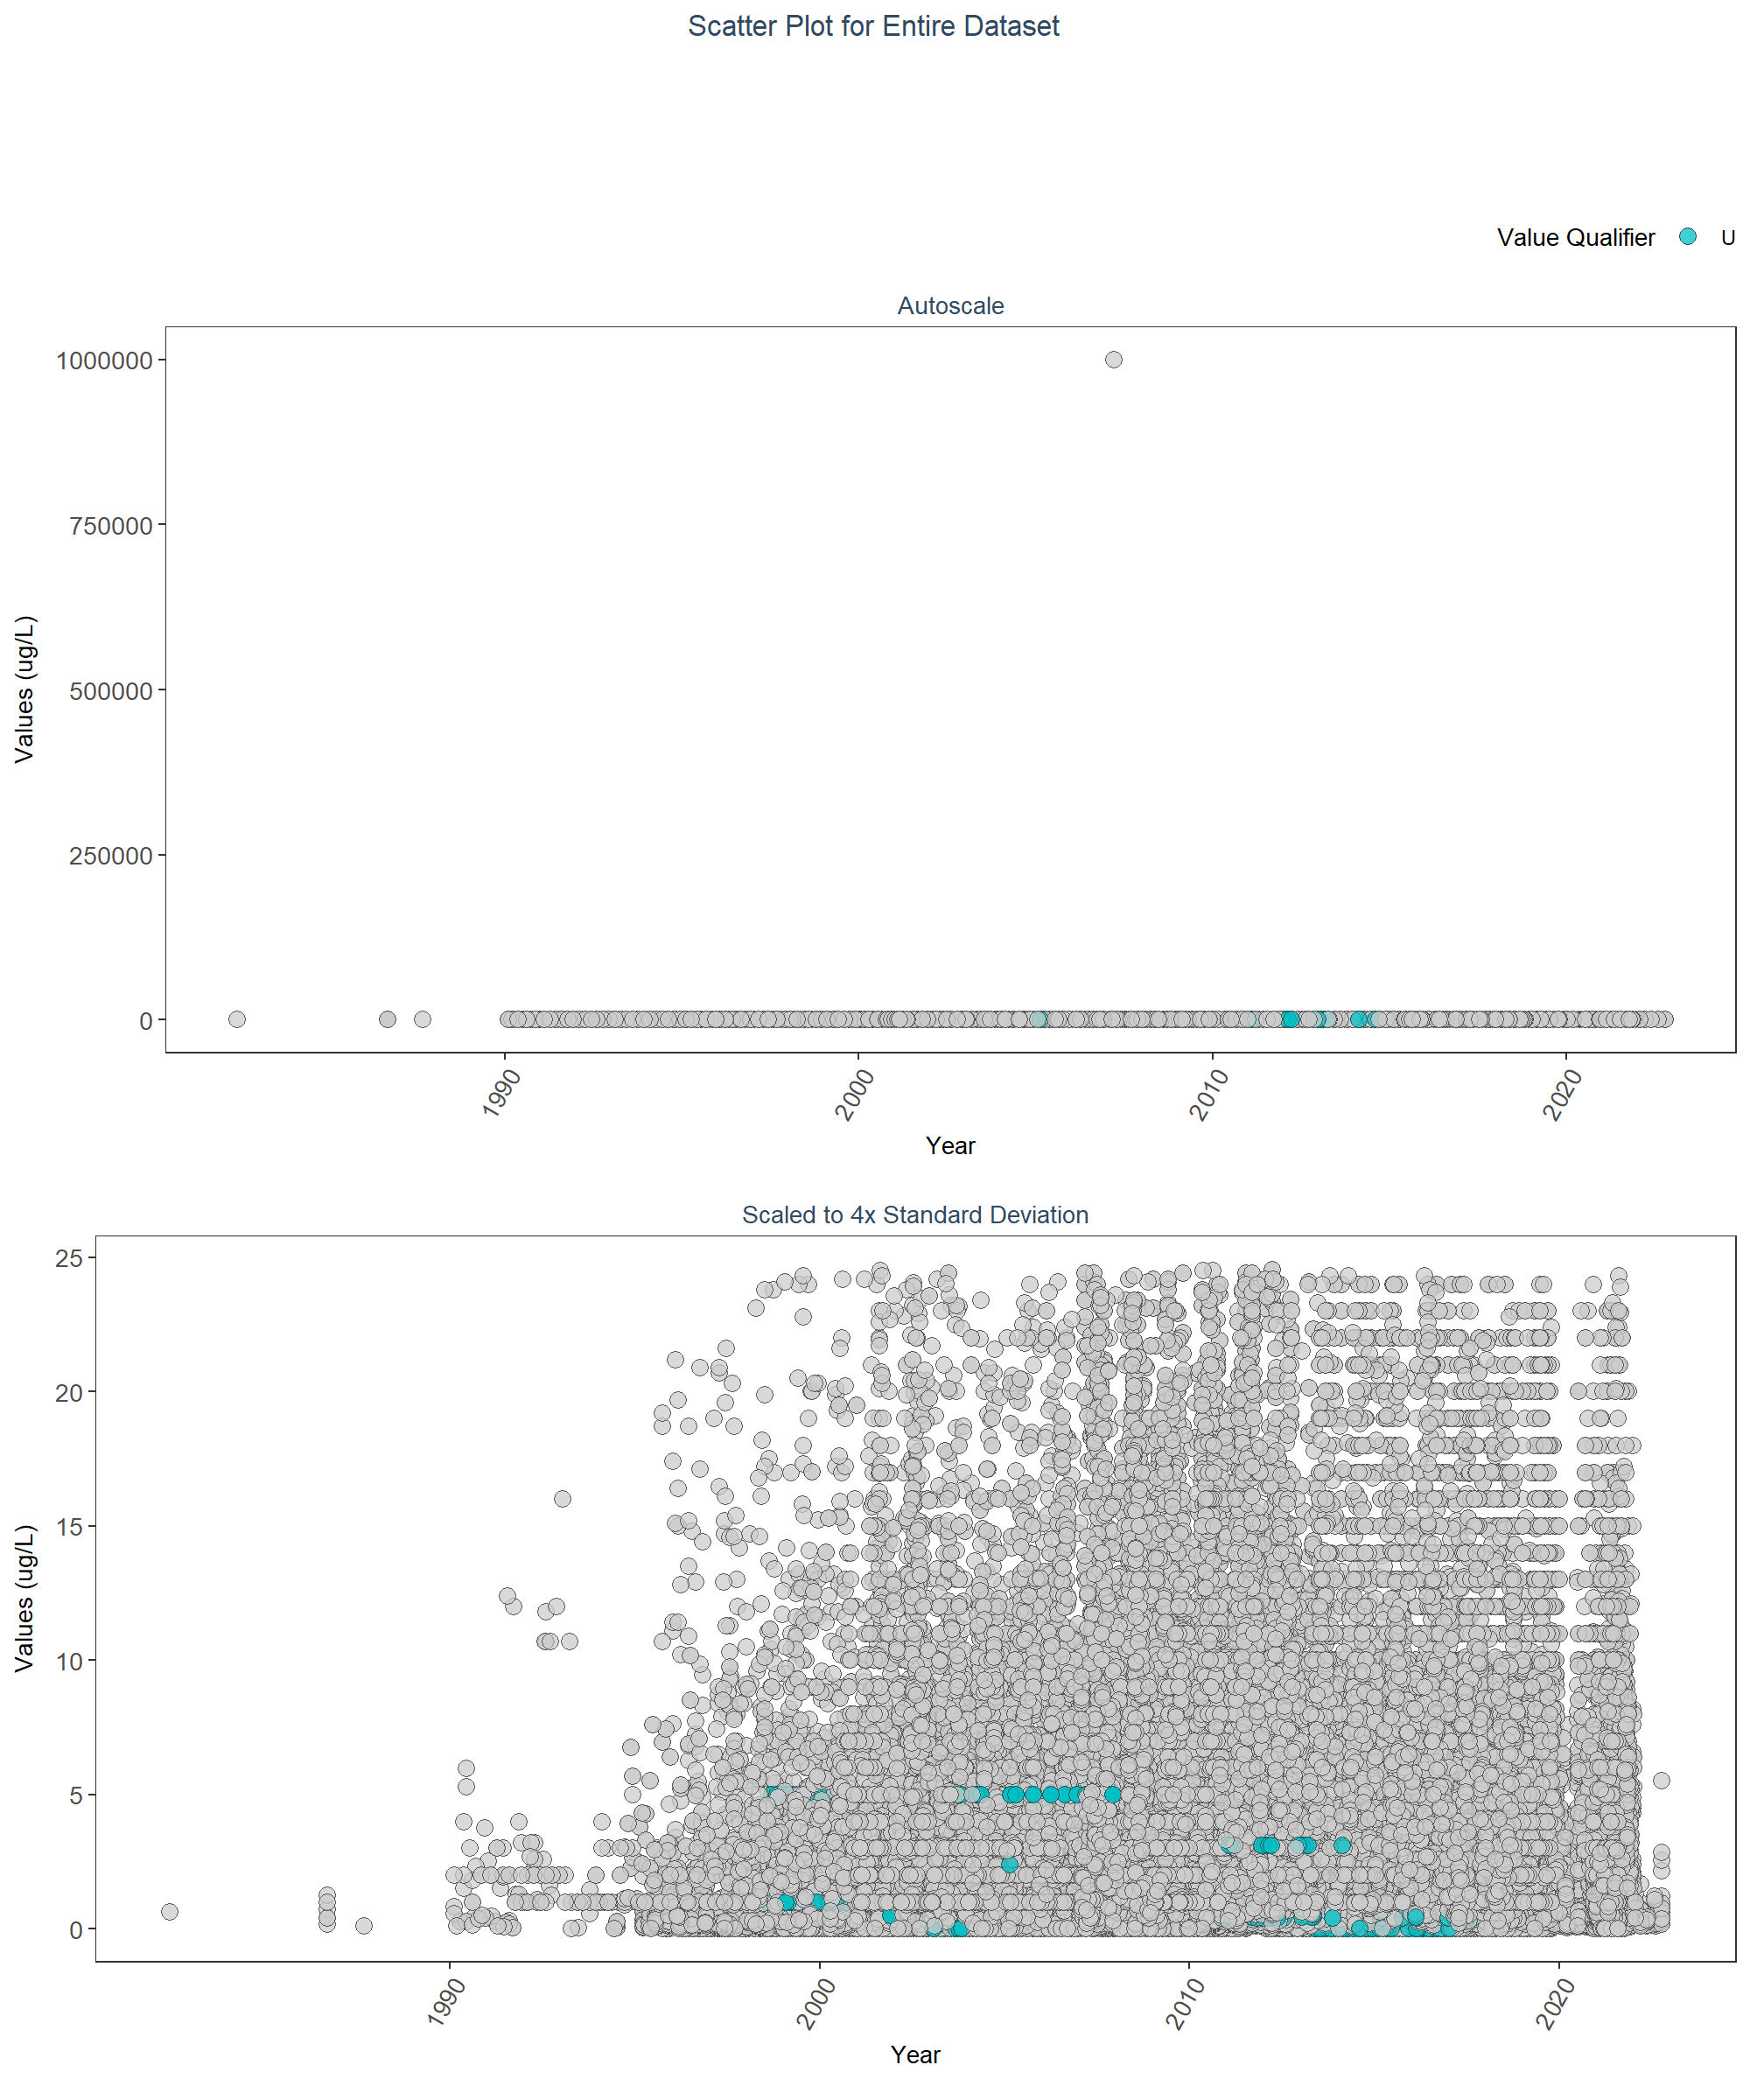 Scatter Plot for Entire Dataset
Value Qualifier U
Autoscale
1000000
750000
500000
250000
0
Values (ug/L)
1990 2000 2010 2020
Year
Scaled to 4x Standard Deviation
25
20
15
10
5
0
Values (ug/L)
1990 2000 2010 2020
Year